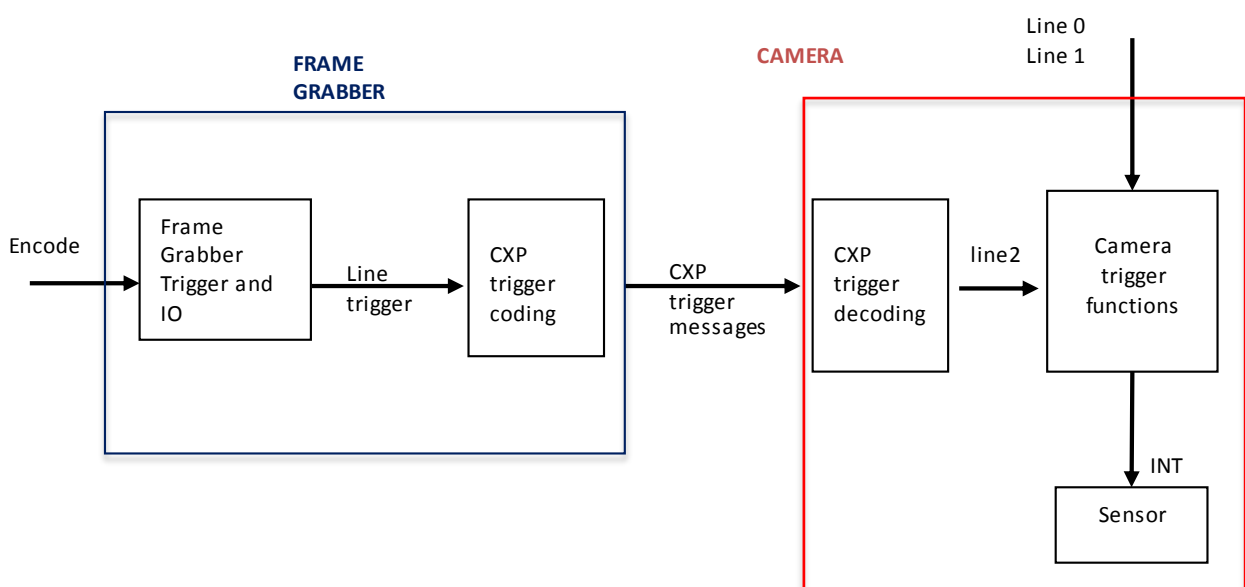 Line 0
Line 1
FRAME
GRABBER
CAMERA
Encode
Frame
Grabber
Trigger and
IO
Line
trigger
CXP
trigger
coding
CXP
trigger
messages
CXP
trigger
decoding
line2
Camera
trigger
functions
INT
Sensor